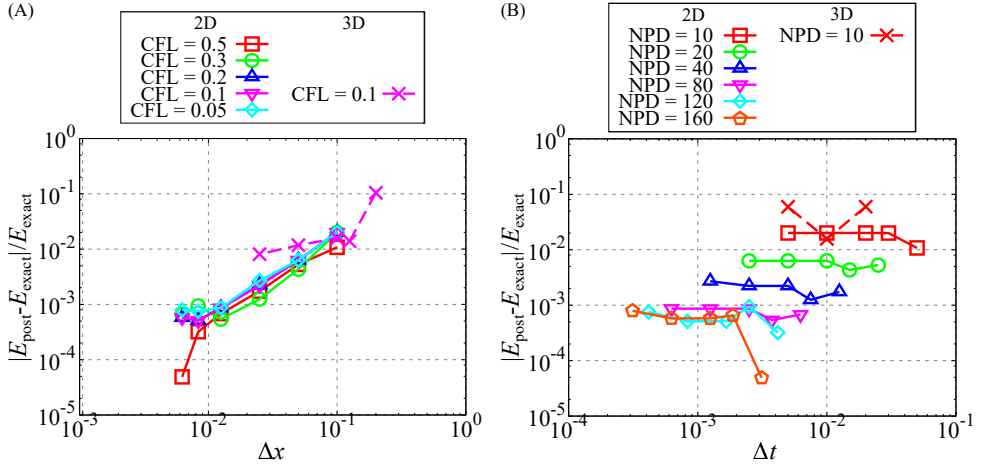 (A)
2D 3D
CFL = 0.5
CFL = 0.3
CFL = 0.2
CFL = 0.1 CFL = 0.1
CFL = 0.05
10^0
10^-1
10^-2
10^-3
10^-4
10^-5
|E_post-E_exact|/E_exact
10^-3 10^-2 10^-1 10^0
Δx
(B)
2D 3D
NPD = 10 NPD = 10
NPD = 20
NPD = 40
NPD = 80
NPD = 120
NPD = 160
10^0
10^-1
10^-2
10^-3
10^-4
10^-5
|E_post-E_exact|/E_exact
10^-4 10^-3 10^-2 10^-1
Δt